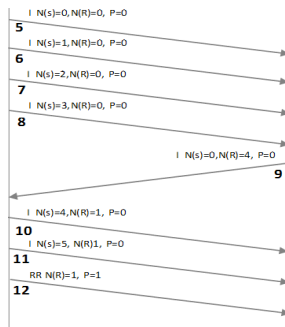 I N(s)=0,N(R)=0, P=0
5
I N(s)=1,N(R)=0, P=0
6
I N(s)=2,N(R)=0, P=0
7
I N(s)=3,N(R)=0, P=0
8
I N(s)=0,N(R)=4, P=0
9
I N(s)=4,N(R)=1, P=0
10
I N(s)=5, N(R)1, P=0
11
RR N(R)=1, P=1
12